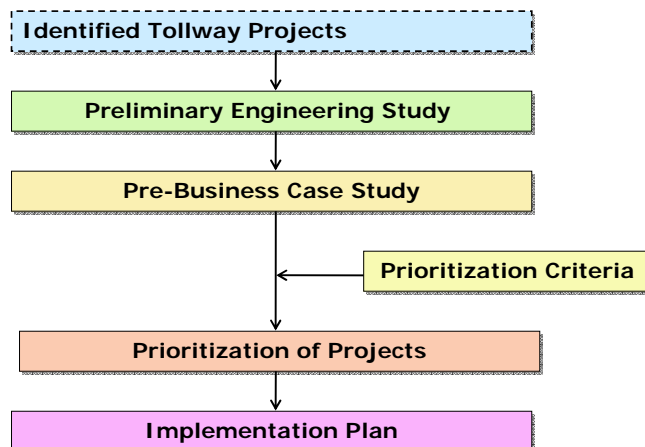 Identified Tollway Projects
Preliminary Engineering Study
Pre-Business Case Study
Prioritization Criteria
Prioritization of Projects
Implementation Plan